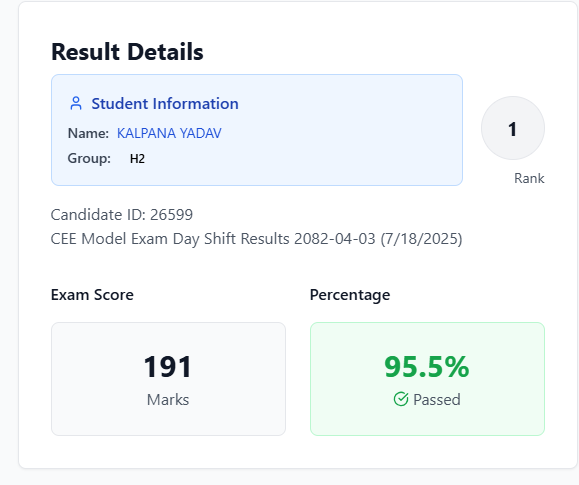 Result Details
Student Information
Name: KALPANA YADAV
Group: H2
1
Rank
Candidate ID: 26599
CEE Model Exam Day Shift Results 2082-04-03 (7/18/2025)
Exam Score
191
Marks
Percentage
95.5%
Passed